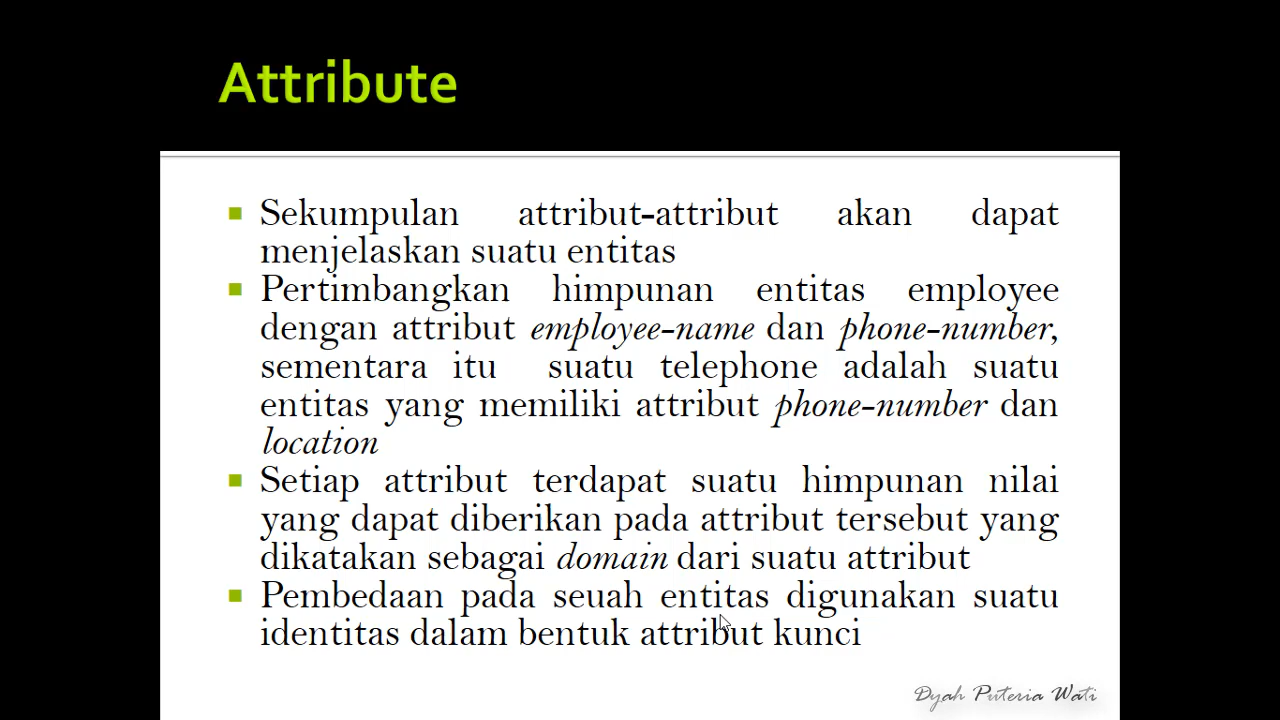 Attribute
Sekumpulan attribut-attribut akan dapat
menjelaskan suatu entitas
Pertimbangkan himpunan entitas employee
dengan attribut employee-name dan phone-number,
sementara itu suatu telephone adalah suatu
entitas yang memiliki attribut phone-number dan
location
Setiap attribut terdapat suatu himpunan nilai
yang dapat diberikan pada attribut tersebut yang
dikatakan sebagai domain dari suatu attribut
Pembedaan pada seuah entitas digunakan suatu
identitas dalam bentuk attribut kunci
Dyah Puteria Wati